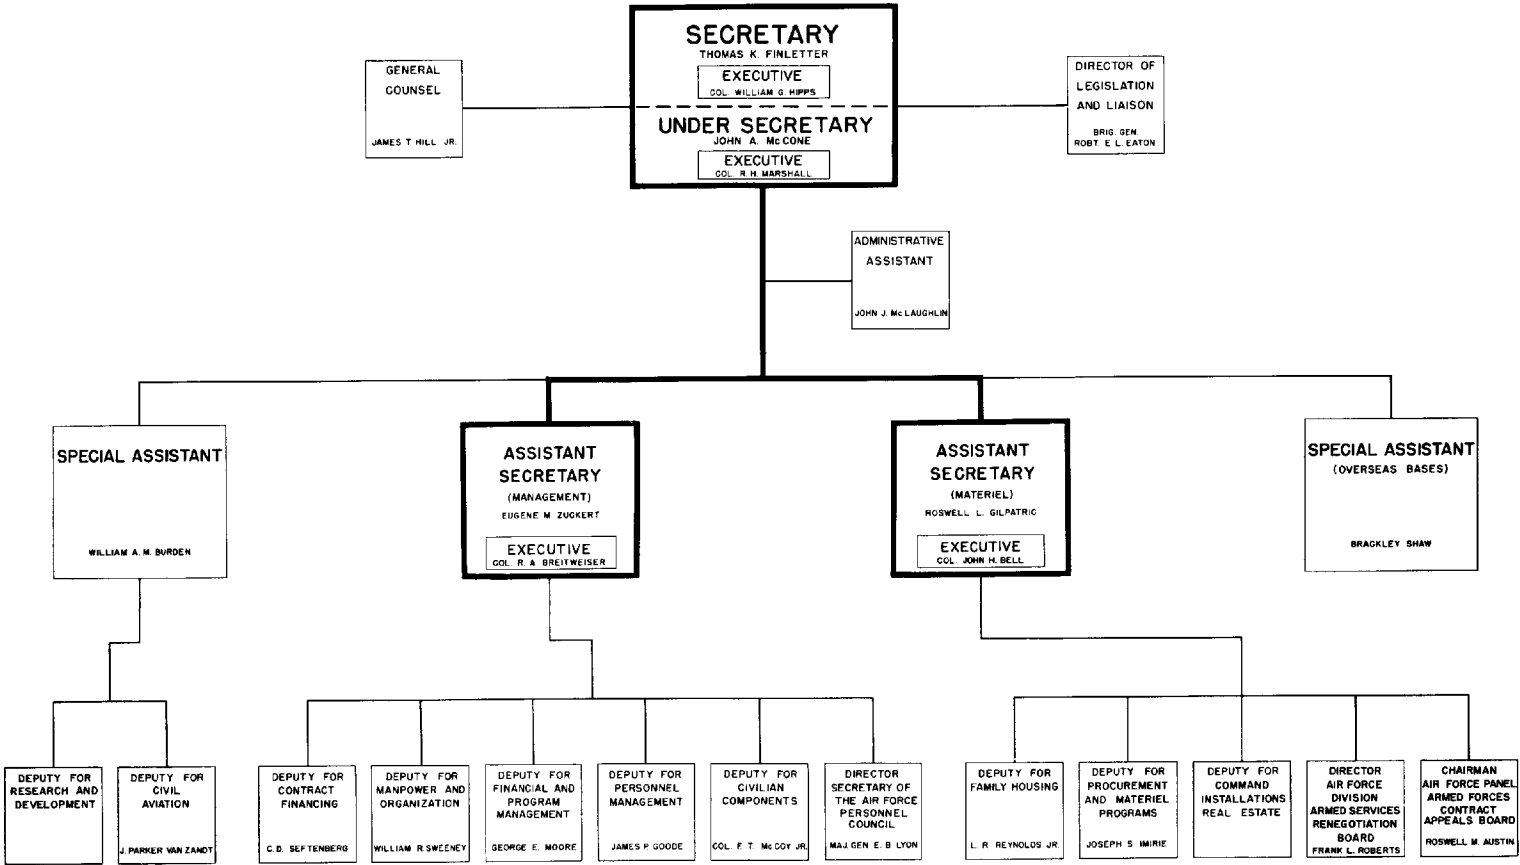 SECRETARY
THOMAS K. FINLETTER
EXECUTIVE
COL. WILLIAM G. HIPPS
UNDER SECRETARY
JOHN A. McCONE
EXECUTIVE
COL. R. H. MARSHALL
GENERAL
COUNSEL
JAMES T HILL JR.
DIRECTOR OF
LEGISLATION
AND LIAISON
BRIG. GEN.
ROBT. E. L. EATON
ADMINISTRATIVE
ASSISTANT
JOHN J. McLAUGHLIN
SPECIAL ASSISTANT
WILLIAM A. M. BURDEN
ASSISTANT
SECRETARY
(MANAGEMENT)
EUGENE M ZUCKERT
EXECUTIVE
COL. R. A BREITWEISER
ASSISTANT
SECRETARY
(MATERIEL)
ROSWELL L. GILPATRIC
EXECUTIVE
COL. JOHN H. BELL
SPECIAL ASSISTANT
(OVERSEAS BASES)
BRACKLEY SHAW
DEPUTY FOR
RESEARCH AND
DEVELOPMENT
DEPUTY FOR
CIVIL
AVIATION
J. PARKER VAN ZANDT
DEPUTY FOR
CONTRACT
FINANCING
C.D. SEFTENBERG
DEPUTY FOR
MANPOWER AND
ORGANIZATION
WILLIAM R. SWEENEY
DEPUTY FOR
FINANCIAL AND
PROGRAM
MANAGEMENT
GEORGE E. MOORE
DEPUTY FOR
PERSONNEL
MANAGEMENT
JAMES P. GOODE
DEPUTY FOR
CIVILIAN
COMPONENTS
COL. F. T. McCOY JR.
DIRECTOR
SECRETARY OF
THE AIR FORCE
PERSONNEL
COUNCIL
MAJ. GEN E. B LYON
DEPUTY FOR
FAMILY HOUSING
L. R REYNOLDS JR.
DEPUTY FOR
PROCUREMENT
AND MATERIEL
PROGRAMS
JOSEPH S IMIRIE
DEPUTY FOR
COMMAND
INSTALLATIONS
REAL ESTATE
DIRECTOR
AIR FORCE
DIVISION
ARMED SERVICES
RENEGOTIATION
BOARD
FRANK L. ROBERTS
CHAIRMAN
AIR FORCE PANEL
ARMED FORCES
CONTRACT
APPEALS BOARD
ROSWELL M. AUSTIN